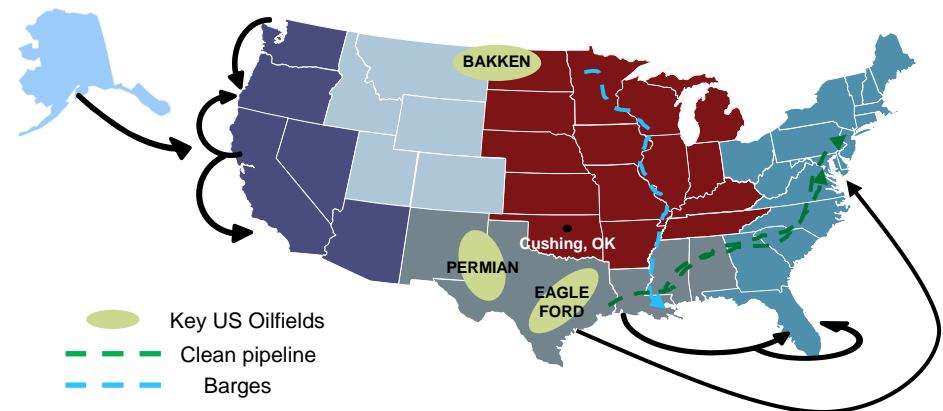 BAKKEN
Cushing, OK
PERMIAN
EAGLE
FORD
Key US Oilfields
Clean pipeline
Barges